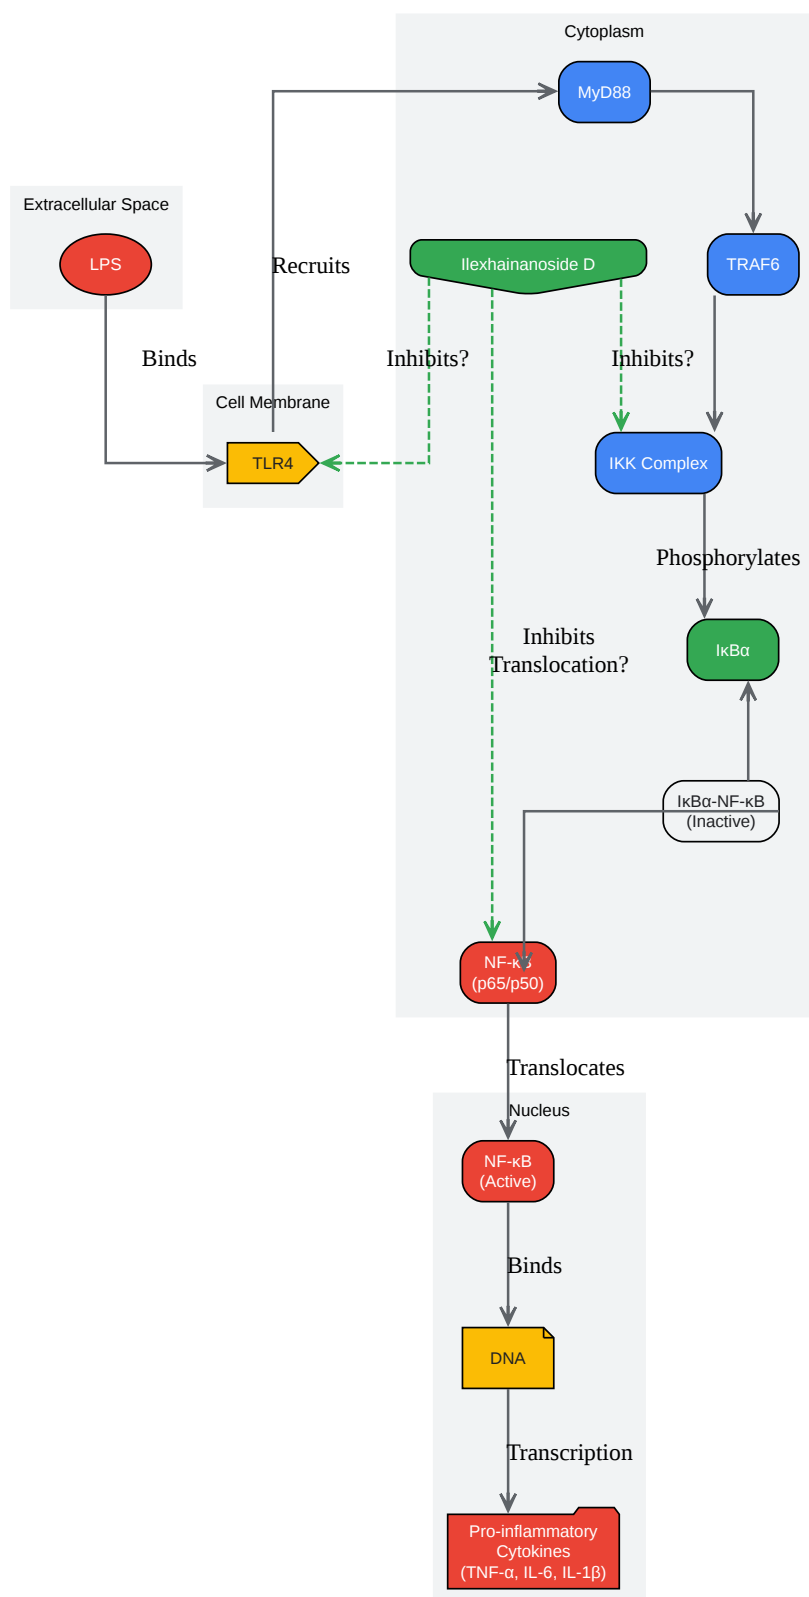 Cytoplasm
MyD88
Extracellular Space
LPS
Recruits
Ilexhainanoside D
TRAF6
Binds
Inhibits?
Inhibits?
Cell Membrane
TLR4
IKK Complex
Phosphorylates
Inhibits
Translocation?
IκBα
IκBα-NF-κB
(Inactive)
NF-κB
(p65/p50)
Translocates
Nucleus
NF-κB
(Active)
Binds
DNA
Transcription
Pro-inflammatory
Cytokines
(TNF-α, IL-6, IL-1β)